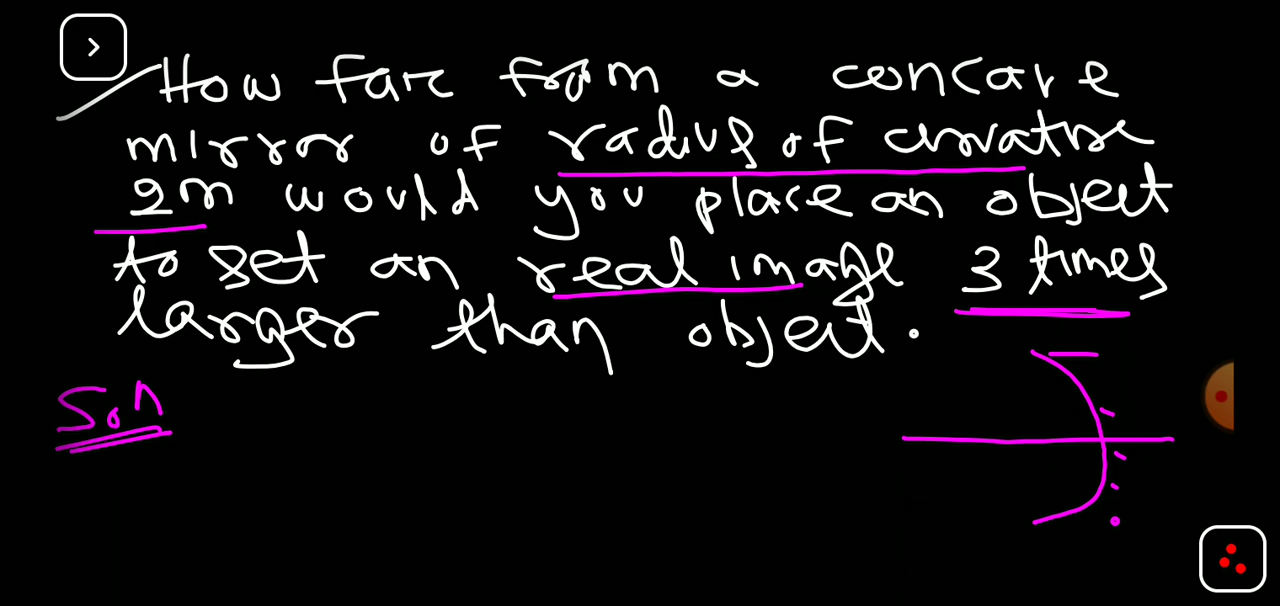 How far from a concave
mirror of radius of curvature
2m would you place an object
to get an real image 3 times
larger than object.
Soln